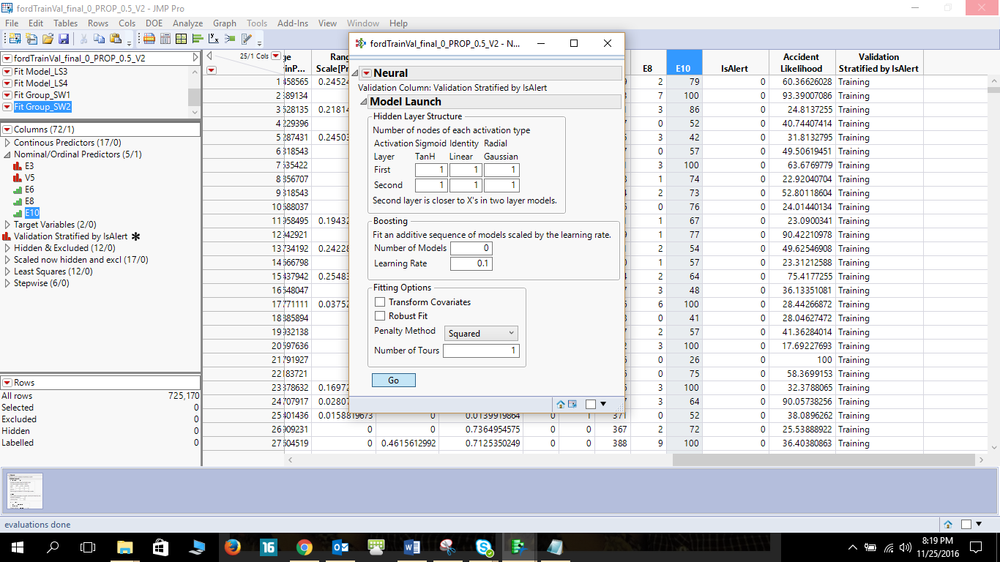 fordTrainVal_final_0_PROP_0.5_V2 - JMP Pro
File Edit Tables Rows Cols DOE Analyze Graph Tools Add-Ins View Window Help
fordTrainVal_final_0_PROP_0.5_V2
Fit Model_LS3
Fit Model_LS4
Fit Group_SW1
Fit Group_SW2
Columns (72/1)
Continous Predictors (17/0)
Nominal/Ordinal Predictors (5/1)
E3
V5
E6
E8
E10
Target Variables (2/0)
Validation Stratified by IsAlert
Hidden & Excluded (12/0)
Scaled now hidden and excl (17/0)
Least Squares (12/0)
Stepwise (6/0)
Rows
All rows 725,170
Selected 0
Excluded 0
Hidden 0
Labelled 0
fordTrainVal_final_0_PROP_0.5_V2 - N...
Neural
Validation Column: Validation Stratified by IsAlert
Model Launch
Hidden Layer Structure
Number of nodes of each activation type
Activation Sigmoid Identity Radial
Layer TanH Linear Gaussian
First 1 1 1
Second 1 1 1
Second layer is closer to X's in two layer models.
Boosting
Fit an additive sequence of models scaled by the learning rate.
Number of Models 0
Learning Rate 0.1
Fitting Options
Transform Covariates
Robust Fit
Penalty Method Squared
Number of Tours 1
Go
25/1 Cols
E8 E10 IsAlert Accident Likelihood Validation Stratified by IsAlert
1 458565 0.24524 2 79 0 60.36626028 Training
2 7 100 0 93.39007086 Training
3 528135 0.21814 3 86 0 24.8137255 Training
4 229396 0 52 0 40.74407414 Training
5 287431 0.24503 3 42 0 31.8132795 Training
6 318543 0 57 0 49.50619451 Training
7 535422 3 100 0 63.6769779 Training
8 356707 1 74 0 22.92040704 Training
9 318543 2 73 0 52.80118604 Training
10 588037 0 76 0 24.01440134 Training
11 958495 0.19432 1 67 0 23.0900341 Training
12 942921 1 77 0 90.42210978 Training
13 734192 0.24228 2 54 0 49.62546908 Training
14 566798 1 57 0 23.31212588 Training
15 437942 0.25483 2 64 0 75.4177255 Training
16 548047 3 48 0 36.13351081 Training
17 771111 0.03752 6 100 0 28.44266872 Training
18 385894 0 41 0 28.04627472 Training
19 932138 2 57 0 41.36284014 Training
20 597636 3 100 0 17.69227693 Training
21 791927 0 26 0 100 Training
22 183721 0 75 0 58.3699153 Training
23 378632 0.16972 3 100 0 32.3788065 Training
24 707917 0.02807 3 64 0 90.05738256 Training
25 401436 0.0158819673 0 0.0139919864 0 1 371 0 52 0 38.0896262 Training
26 909231 0 0 0.7364954575 0 0 367 2 72 0 25.53888922 Training
27 504519 0 0.4615612992 0.7125350249 0 0 388 9 100 0 36.40380863 Training
evaluations done
16
8:19 PM
11/25/2016